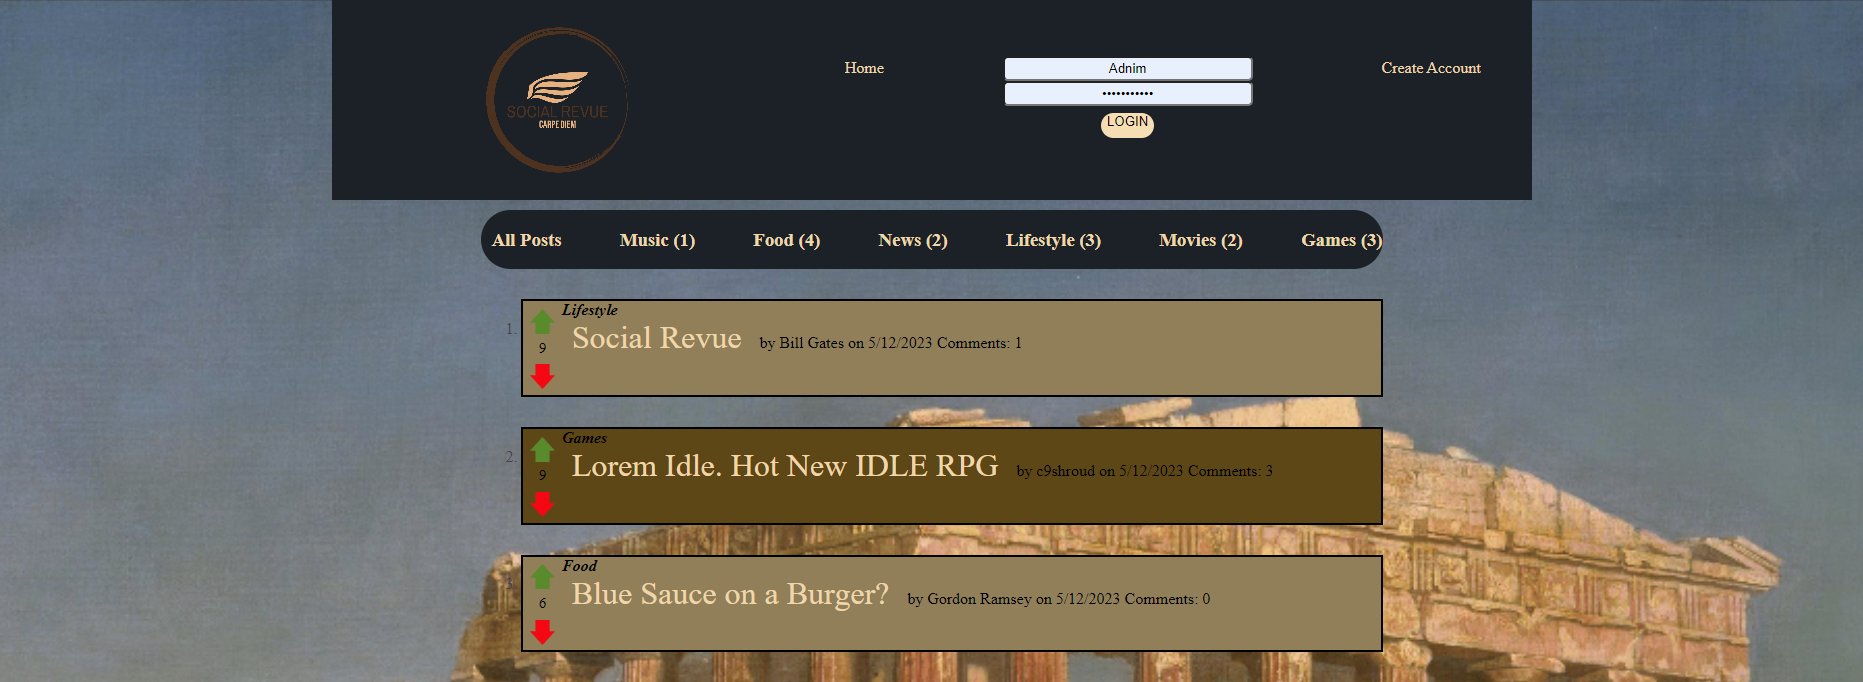 SOCIAL REVUE
CARPE DIEM
Home
Adnim
•••••••••••
LOGIN
Create Account
All Posts Music (1) Food (4) News (2) Lifestyle (3) Movies (2) Games (3)
Lifestyle
1.
Social Revue by Bill Gates on 5/12/2023 Comments: 1
9
Games
2.
Lorem Idle. Hot New IDLE RPG by c9shroud on 5/12/2023 Comments: 3
9
Food
3.
Blue Sauce on a Burger? by Gordon Ramsey on 5/12/2023 Comments: 0
6